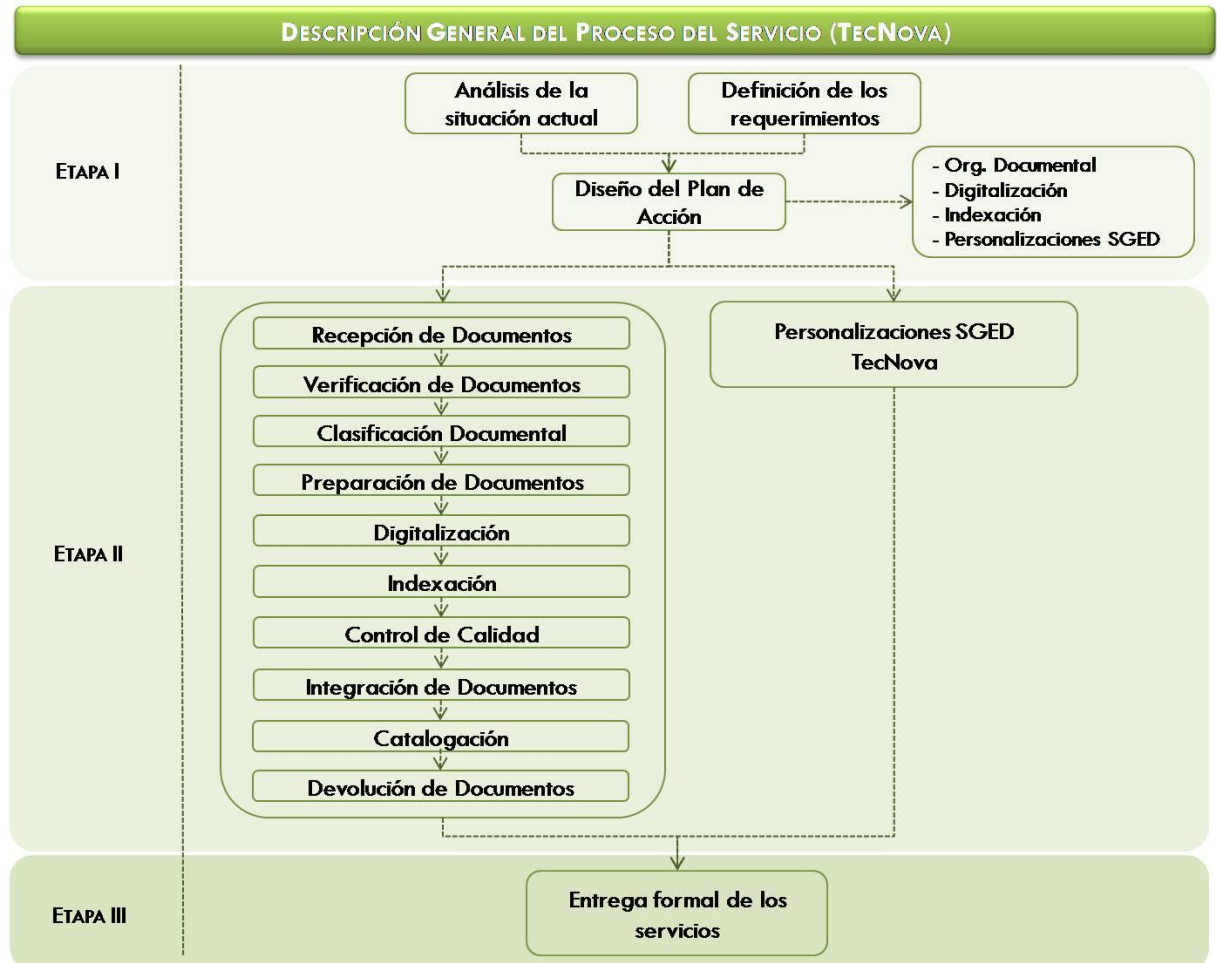 DESCRIPCIÓN GENERAL DEL PROCESO DEL SERVICIO (TECNOVA)
ETAPA I
Análisis de la
situación actual
Definición de los
requerimientos
Diseño del Plan de
Acción
- Org. Documental
- Digitalización
- Indexación
- Personalizaciones SGED
ETAPA II
Recepción de Documentos
Verificación de Documentos
Clasificación Documental
Preparación de Documentos
Digitalización
Indexación
Control de Calidad
Integración de Documentos
Catalogación
Devolución de Documentos
Personalizaciones SGED
TecNova
ETAPA III
Entrega formal de los
servicios